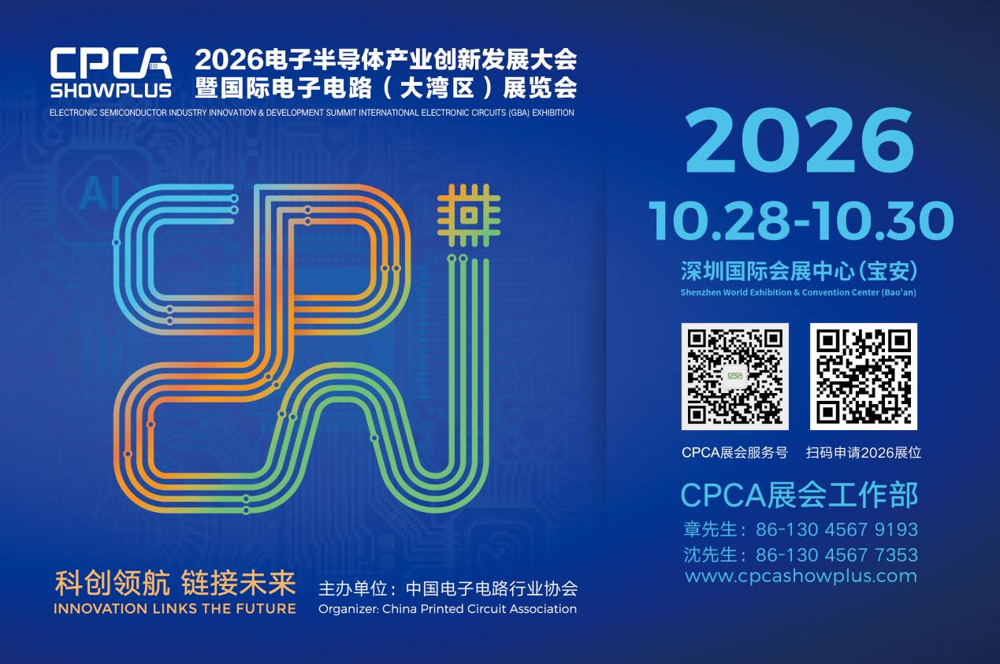 CPCA
SHOWPLUS
2026电子半导体产业创新发展大会
暨国际电子电路（大湾区）展览会
ELECTRONIC SEMICONDUCTOR INDUSTRY INNOVATION & DEVELOPMENT SUMMIT INTERNATIONAL ELECTRONIC CIRCUITS (GBA) EXHIBITION
AI
2026
10.28-10.30
深圳国际会展中心（宝安）
Shenzhen World Exhibition & Convention Center (Bao'an)
CPCA
CPCA展会服务号
扫码申请2026展位
CPCA展会工作部
章先生：86-130 4567 9193
沈先生：86-130 4567 7353
www.cpcashowplus.com
科创领航 链接未来
INNOVATION LINKS THE FUTURE
主办单位：中国电子电路行业协会
Organizer: China Printed Circuit Association